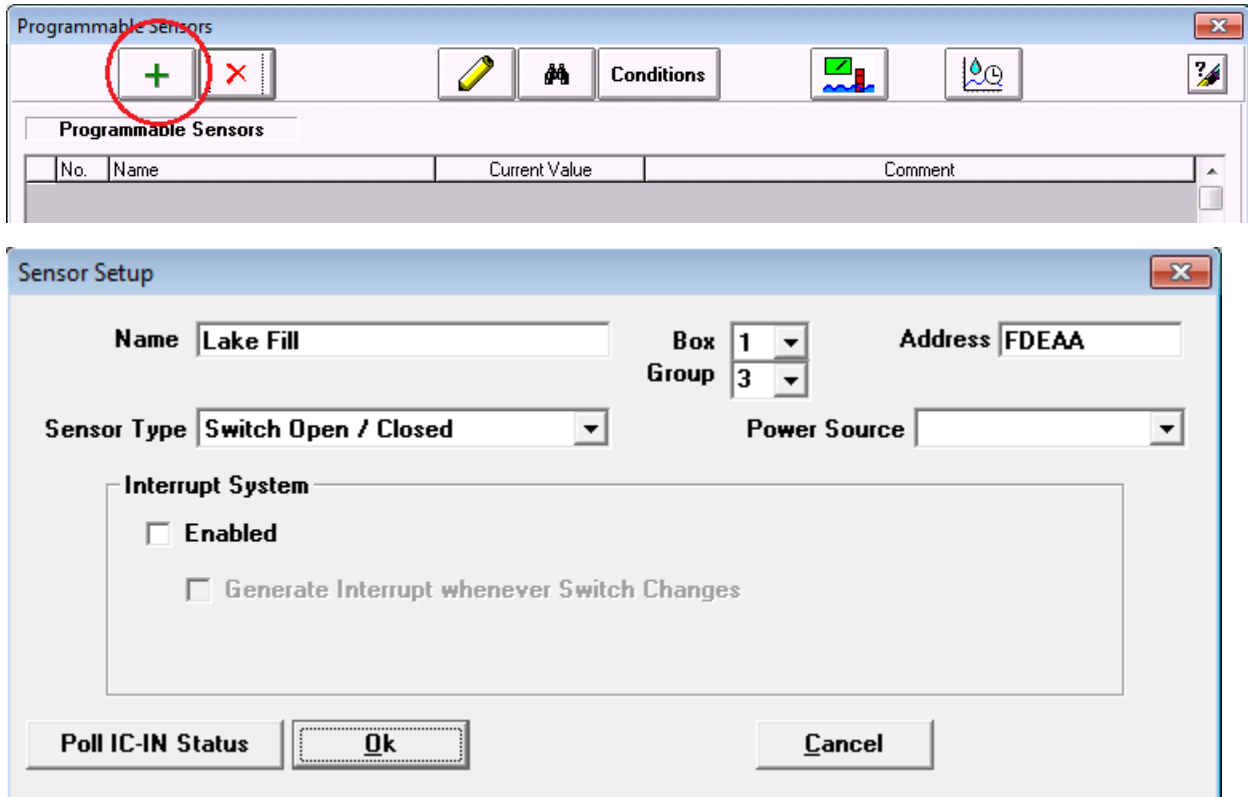 Programmable Sensors
Conditions
Programmable Sensors
No. Name Current Value Comment
Sensor Setup
Name Lake Fill Box 1 Address FDEAA
Group 3
Sensor Type Switch Open / Closed Power Source
Interrupt System
Enabled
Generate Interrupt whenever Switch Changes
Poll IC-IN Status Ok Cancel